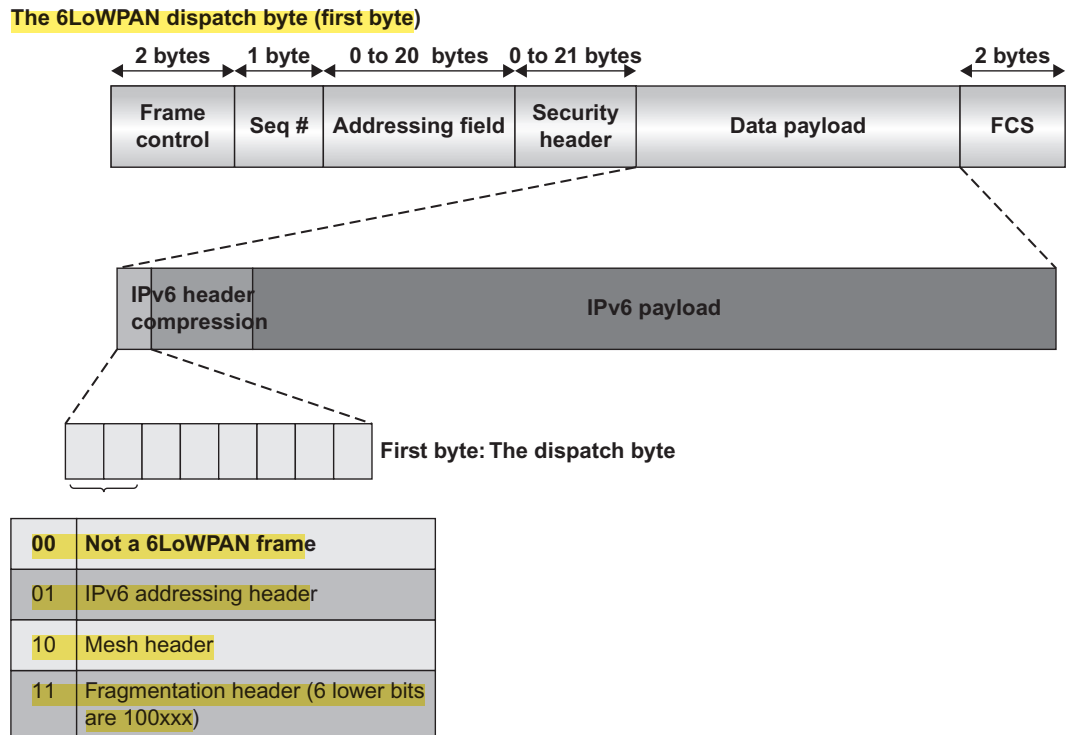 The 6LoWPAN dispatch byte (first byte)
2 bytes 1 byte 0 to 20 bytes 0 to 21 bytes 2 bytes
Frame control
Seq #
Addressing field
Security header
Data payload
FCS
IPv6 header
compression
IPv6 payload
First byte: The dispatch byte
00 Not a 6LoWPAN frame
01 IPv6 addressing header
10 Mesh header
11 Fragmentation header (6 lower bits
are 100xxx)